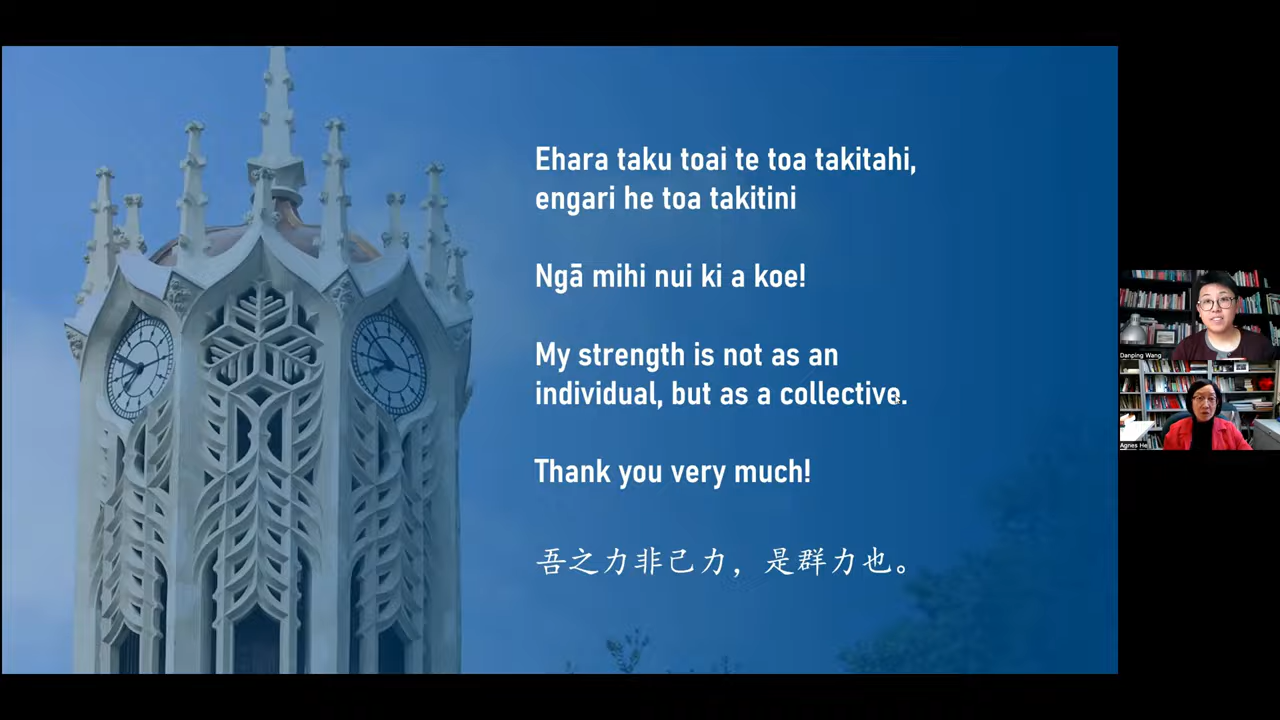 Ehara taku toai te toa takitahi,
engari he toa takitini
Ngā mihi nui ki a koe!
My strength is not as an
individual, but as a collective.
Thank you very much!
吾之力非己力，是群力也。
Danping Wang
Agnes He